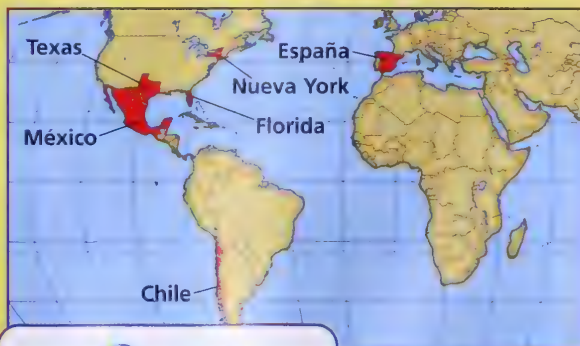 Texas
España
Nueva York
Florida
México
Chile